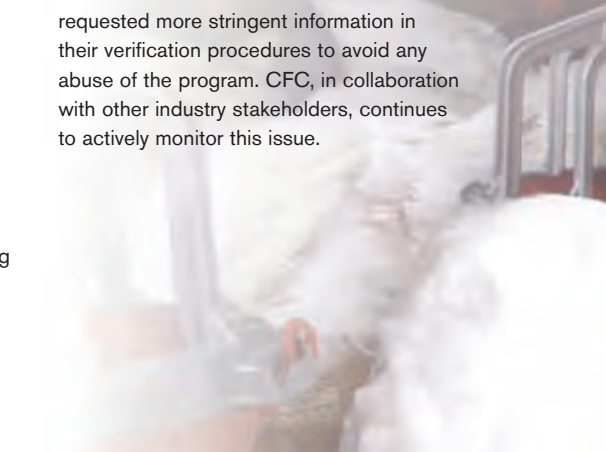 requested more stringent information in
their verification procedures to avoid any
abuse of the program. CFC, in collaboration
with other industry stakeholders, continues
to actively monitor this issue.
g